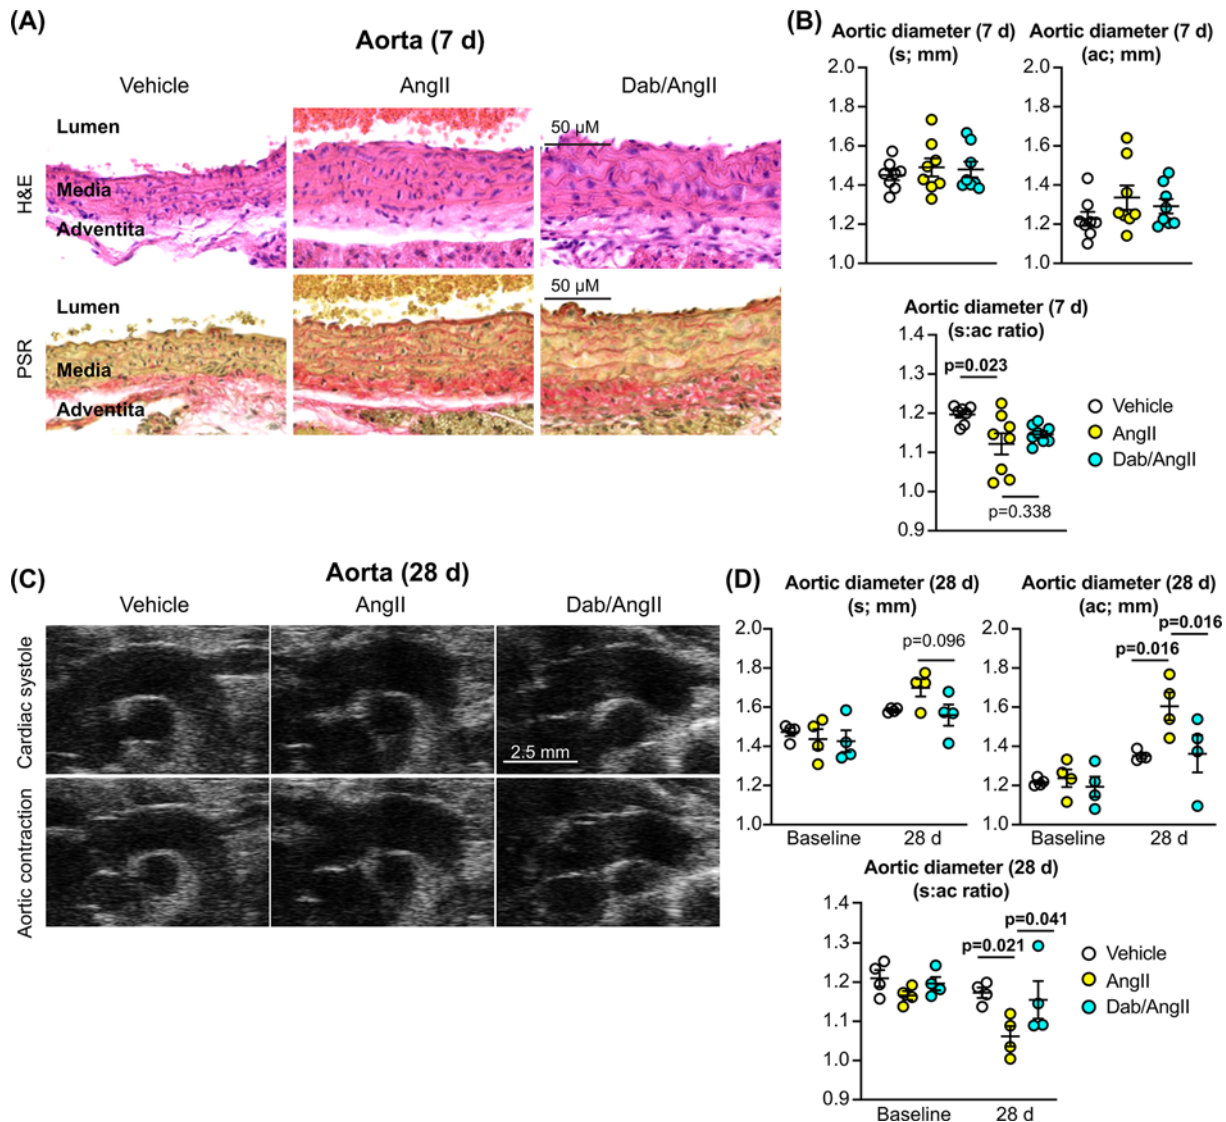 (A)
Aorta (7 d)
Vehicle
AngII
Dab/AngII
H&E
Lumen
Media
Adventita
50 µM
PSR
Lumen
Media
Adventita
50 µM
(B)
Aortic diameter (7 d)
(s; mm)
2.0
1.8
1.6
1.4
1.2
1.0
Aortic diameter (7 d)
(ac; mm)
2.0
1.8
1.6
1.4
1.2
1.0
Aortic diameter (7 d)
(s:ac ratio)
1.4
1.3
1.2
1.1
1.0
0.9
p=0.023
p=0.338
Vehicle
AngII
Dab/AngII
(C)
Aorta (28 d)
Vehicle
AngII
Dab/AngII
Cardiac systole
2.5 mm
Aortic contraction
(D)
Aortic diameter (28 d)
(s; mm)
2.0
1.8
1.6
1.4
1.2
1.0
p=0.096
Baseline
28 d
Aortic diameter (28 d)
(ac; mm)
2.0
1.8
1.6
1.4
1.2
1.0
p=0.016
p=0.016
Baseline
28 d
Aortic diameter (28 d)
(s:ac ratio)
1.4
1.3
1.2
1.1
1.0
0.9
p=0.041
p=0.021
Baseline
28 d
Vehicle
AngII
Dab/AngII